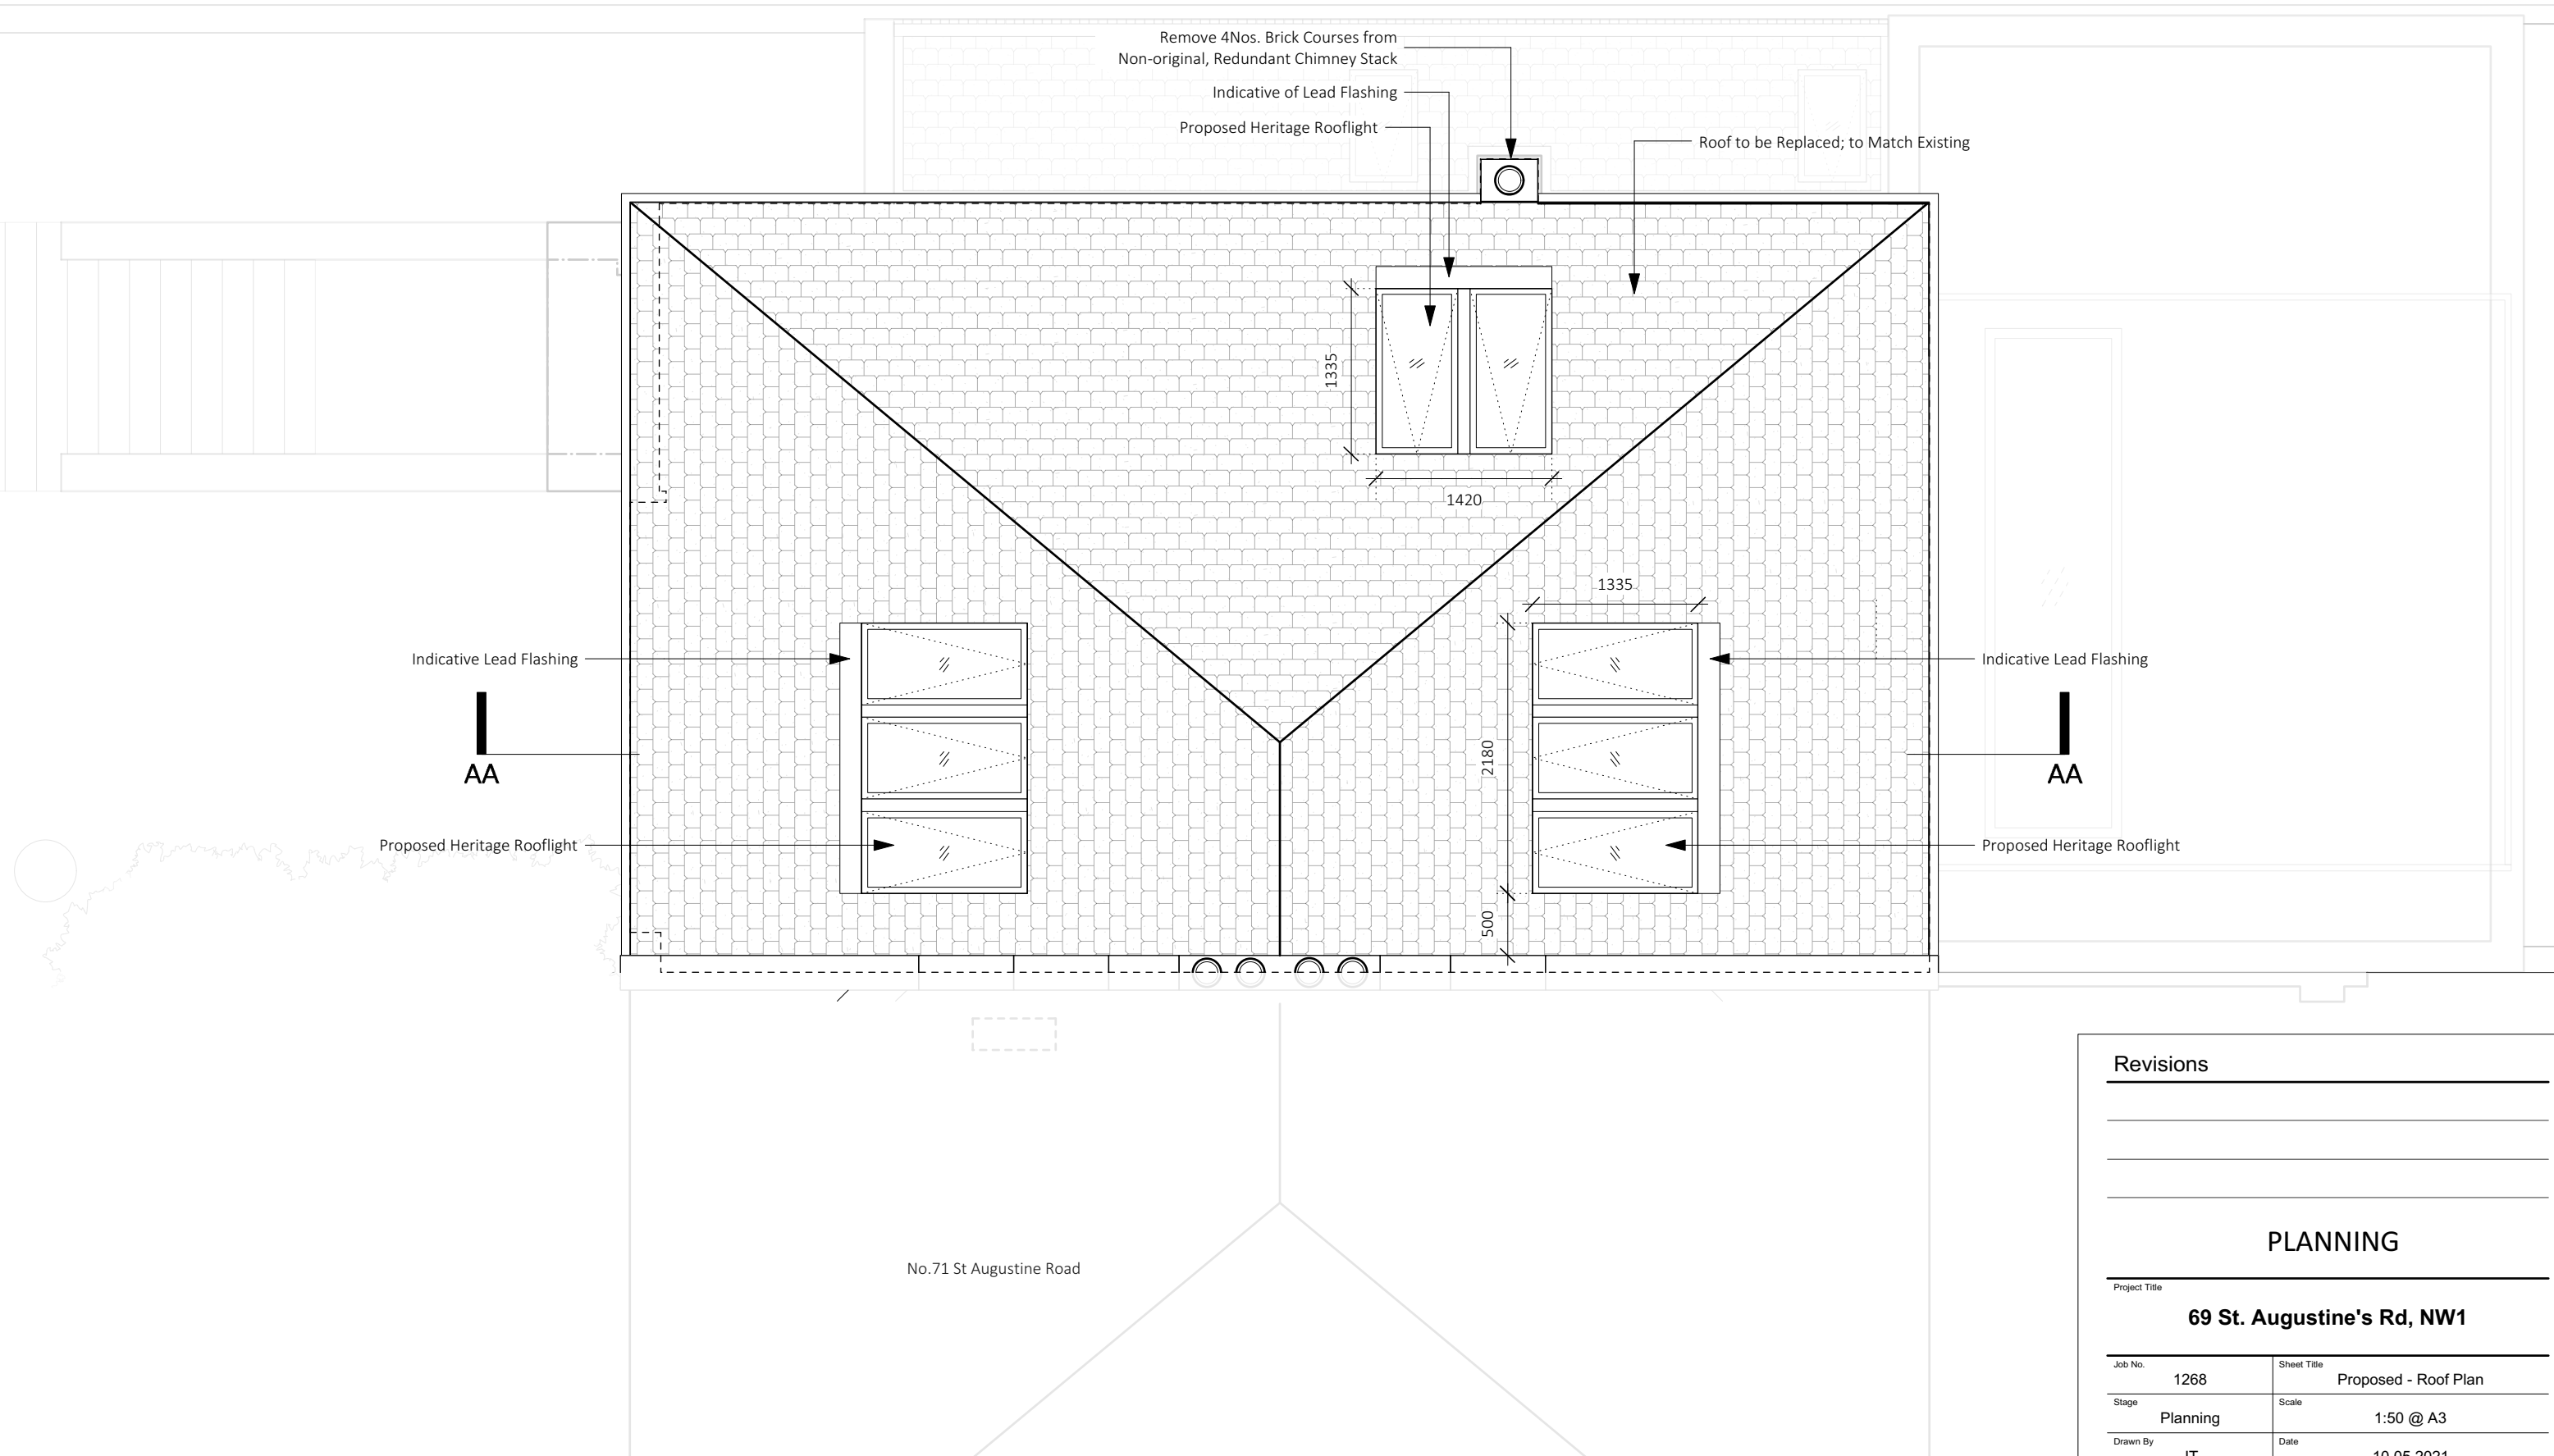 Remove 4Nos. Brick Courses from
Non-original, Redundant Chimney Stack
Indicative of Lead Flashing
Proposed Heritage Rooflight
Roof to be Replaced; to Match Existing
1335
1420
1335
Indicative Lead Flashing
Indicative Lead Flashing
2180
AA
AA
Proposed Heritage Rooflight
Proposed Heritage Rooflight
500
No.71 St Augustine Road
Revisions
PLANNING
Project Title
69 St. Augustine's Rd, NW1
Job No.
1268
Sheet Title
Proposed - Roof Plan
Stage
Planning
Scale
1:50 @ A3
Drawn By
Date
10.05.2021